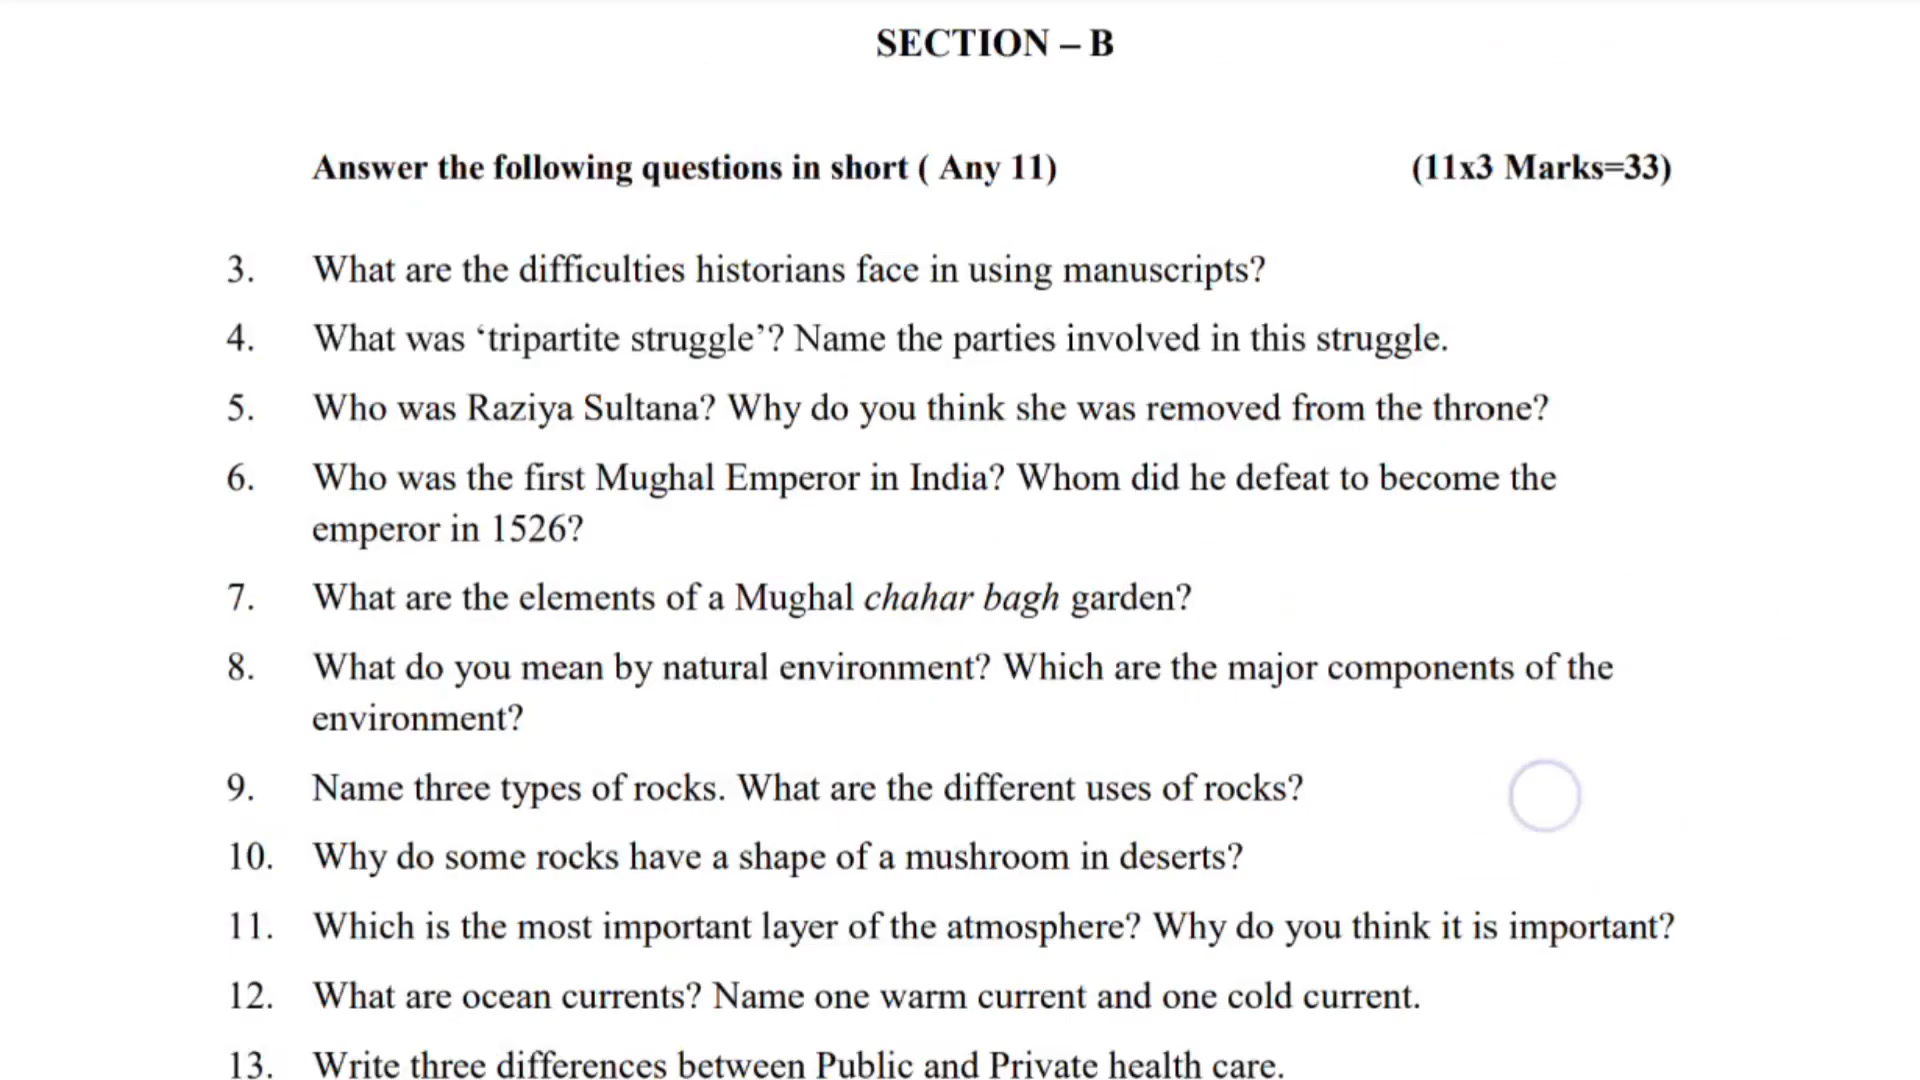 SECTION – B
Answer the following questions in short ( Any 11) (11x3 Marks=33)
3. What are the difficulties historians face in using manuscripts?
4. What was ‘tripartite struggle’? Name the parties involved in this struggle.
5. Who was Raziya Sultana? Why do you think she was removed from the throne?
6. Who was the first Mughal Emperor in India? Whom did he defeat to become the
emperor in 1526?
7. What are the elements of a Mughal chahar bagh garden?
8. What do you mean by natural environment? Which are the major components of the
environment?
9. Name three types of rocks. What are the different uses of rocks?
10. Why do some rocks have a shape of a mushroom in deserts?
11. Which is the most important layer of the atmosphere? Why do you think it is important?
12. What are ocean currents? Name one warm current and one cold current.
13. Write three differences between Public and Private health care.